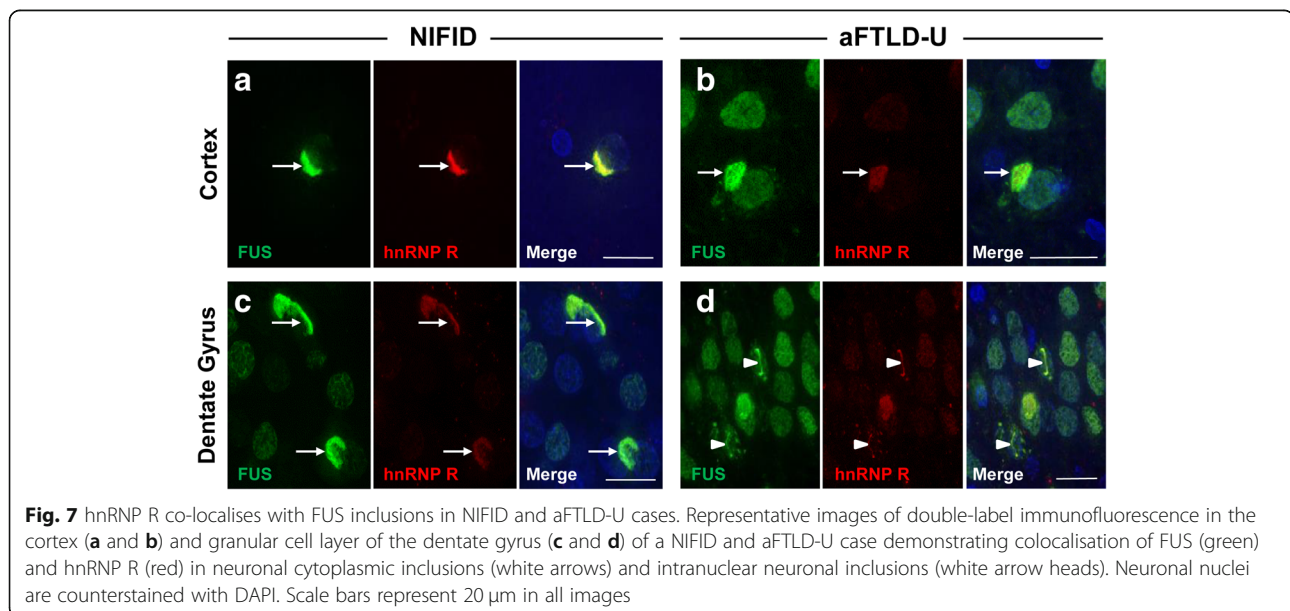 NIFID
aFTLD-U
Cortex
a
FUS
hnRNP R
Merge
b
FUS
hnRNP R
Merge
Dentate Gyrus
c
FUS
hnRNP R
Merge
d
FUS
hnRNP R
Merge
Fig. 7 hnRNP R co-localises with FUS inclusions in NIFID and aFTLD-U cases. Representative images of double-label immunofluorescence in the
cortex (a and b) and granular cell layer of the dentate gyrus (c and d) of a NIFID and aFTLD-U case demonstrating colocalisation of FUS (green)
and hnRNP R (red) in neuronal cytoplasmic inclusions (white arrows) and intranuclear neuronal inclusions (white arrow heads). Neuronal nuclei
are counterstained with DAPI. Scale bars represent 20 μm in all images